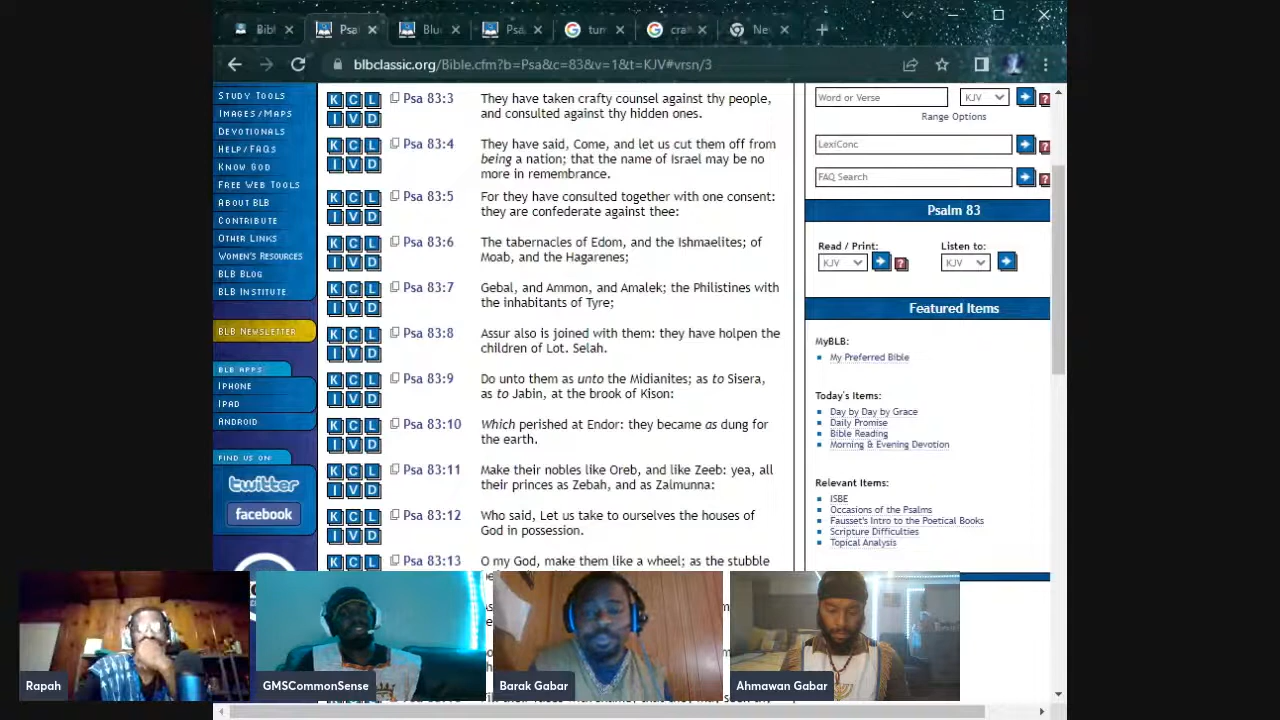 Bibl
Psa
Blu
Psa
tur
cra
Ne
blbclassic.org/Bible.cfm?b=Psa&c=83&v=1&t=KJV#vrsn/3
STUDY TOOLS
IMAGES/MAPS
DEVOTIONALS
HELP/FAQS
KNOW GOD
FREE WEB TOOLS
ABOUT BLB
CONTRIBUTE
OTHER LINKS
WOMEN'S RESOURCES
BLB BLOG
BLB INSTITUTE
BLB NEWSLETTER
BLB APPS
IPHONE
IPAD
ANDROID
FIND US ON:
twitter
facebook
K C L
I V D
Psa 83:3
They have taken crafty counsel against thy people,
and consulted against thy hidden ones.
K C L
I V D
Psa 83:4
They have said, Come, and let us cut them off from
being a nation; that the name of Israel may be no
more in remembrance.
K C L
I V D
Psa 83:5
For they have consulted together with one consent:
they are confederate against thee:
K C L
I V D
Psa 83:6
The tabernacles of Edom, and the Ishmaelites; of
Moab, and the Hagarenes;
K C L
I V D
Psa 83:7
Gebal, and Ammon, and Amalek; the Philistines with
the inhabitants of Tyre;
K C L
I V D
Psa 83:8
Assur also is joined with them: they have holpen the
children of Lot. Selah.
K C L
I V D
Psa 83:9
Do unto them as unto the Midianites; as to Sisera,
as to Jabin, at the brook of Kison:
K C L
I V D
Psa 83:10
Which perished at Endor: they became as dung for
the earth.
K C L
I V D
Psa 83:11
Make their nobles like Oreb, and like Zeeb: yea, all
their princes as Zebah, and as Zalmunna:
K C L
I V D
Psa 83:12
Who said, Let us take to ourselves the houses of
God in possession.
K C L
Psa 83:13
O my God, make them like a wheel; as the stubble
Word or Verse
KJV
?
Range Options
LexiConc
?
FAQ Search
?
Psalm 83
Read / Print:
Listen to:
KJV
?
KJV
Featured Items
MyBLB:
My Preferred Bible
Today's Items:
Day by Day by Grace
Daily Promise
Bible Reading
Morning & Evening Devotion
Relevant Items:
ISBE
Occasions of the Psalms
Fausset's Intro to the Poetical Books
Scripture Difficulties
Topical Analysis
Rapah
GMSCommonSense
Barak Gabar
Ahmawan Gabar